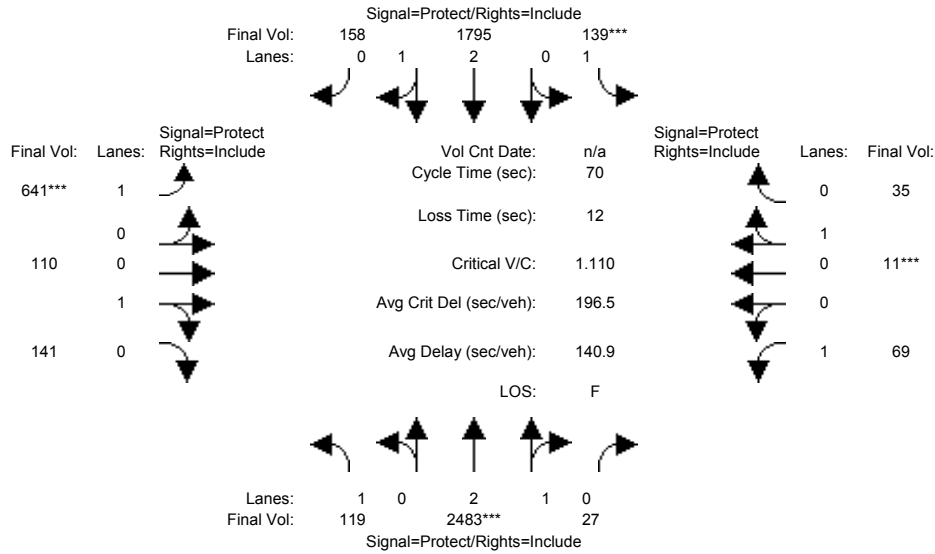 Signal=Protect/Rights=Include
Final Vol: 158 1795 139***
Lanes: 0 1 2 0 1
Signal=Protect
Final Vol: Lanes: Rights=Include
Vol Cnt Date: n/a
Signal=Protect
Rights=Include Lanes: Final Vol:
Cycle Time (sec): 70
641*** 1
0 35
Loss Time (sec): 12
0
1
110 0
Critical V/C: 1.110
0 11***
1
Avg Crit Del (sec/veh): 196.5
0
141 0
Avg Delay (sec/veh): 140.9
1 69
LOS: F
Lanes: 1 0 2 1 0
Final Vol: 119 2483*** 27
Signal=Protect/Rights=Include